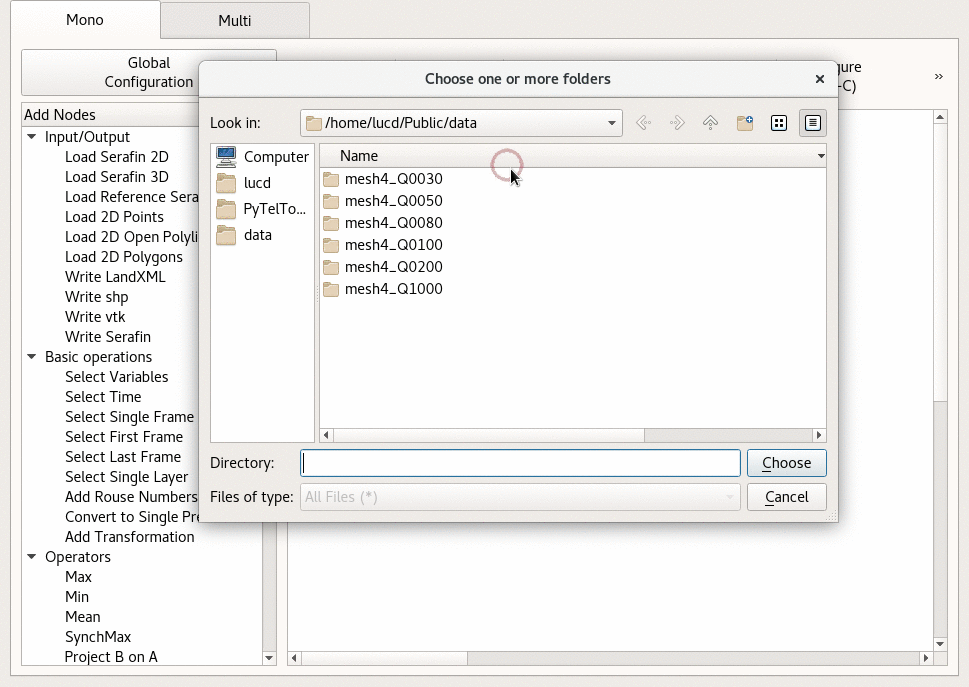 Mono
Multi
Global
Configuration
gure
-C)
»
Choose one or more folders
Look in:
/home/lucd/Public/data
Computer
lucd
PyTelTo...
data
Name
mesh4_Q0030
mesh4_Q0050
mesh4_Q0080
mesh4_Q0100
mesh4_Q0200
mesh4_Q1000
Directory:
Choose
Files of type:
All Files (*)
Cancel
Add Nodes
Input/Output
Load Serafin 2D
Load Serafin 3D
Load Reference Sera
Load 2D Points
Load 2D Open Polyli
Load 2D Polygons
Write LandXML
Write shp
Write vtk
Write Serafin
Basic operations
Select Variables
Select Time
Select Single Frame
Select First Frame
Select Last Frame
Select Single Layer
Add Rouse Numbers
Convert to Single Pre
Add Transformation
Operators
Max
Min
Mean
SynchMax
Project B on A